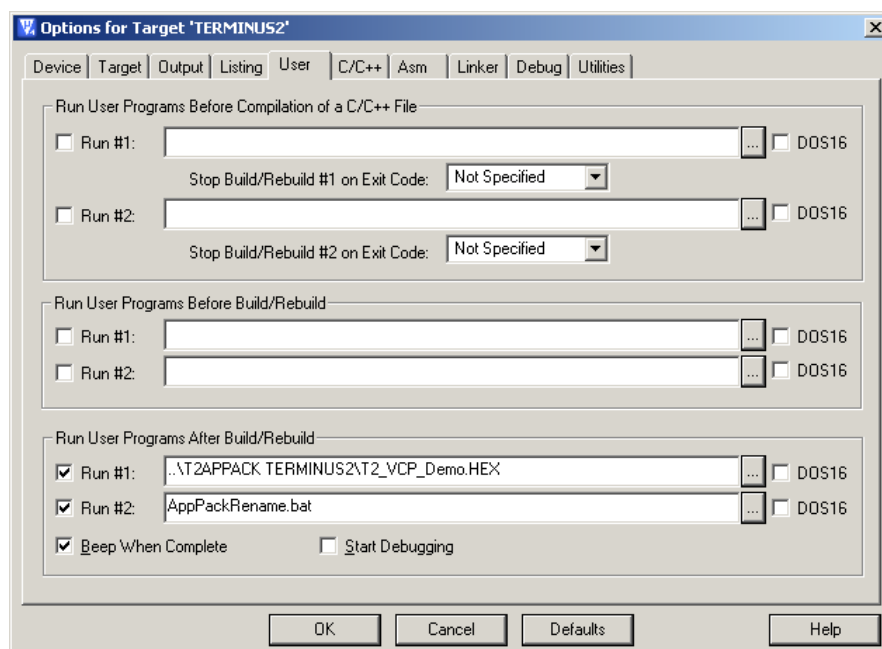 Options for Target 'TERMINUS2'
Device Target Output Listing User C/C++ Asm Linker Debug Utilities
Run User Programs Before Compilation of a C/C++ File
Run #1: ... DOS16
Stop Build/Rebuild #1 on Exit Code: Not Specified
Run #2: ... DOS16
Stop Build/Rebuild #2 on Exit Code: Not Specified
Run User Programs Before Build/Rebuild
Run #1: ... DOS16
Run #2: ... DOS16
Run User Programs After Build/Rebuild
Run #1: ..\T2APPACK TERMINUS2\T2_VCP_Demo.HEX ... DOS16
Run #2: AppPackRename.bat ... DOS16
Beep When Complete Start Debugging
OK Cancel Defaults Help